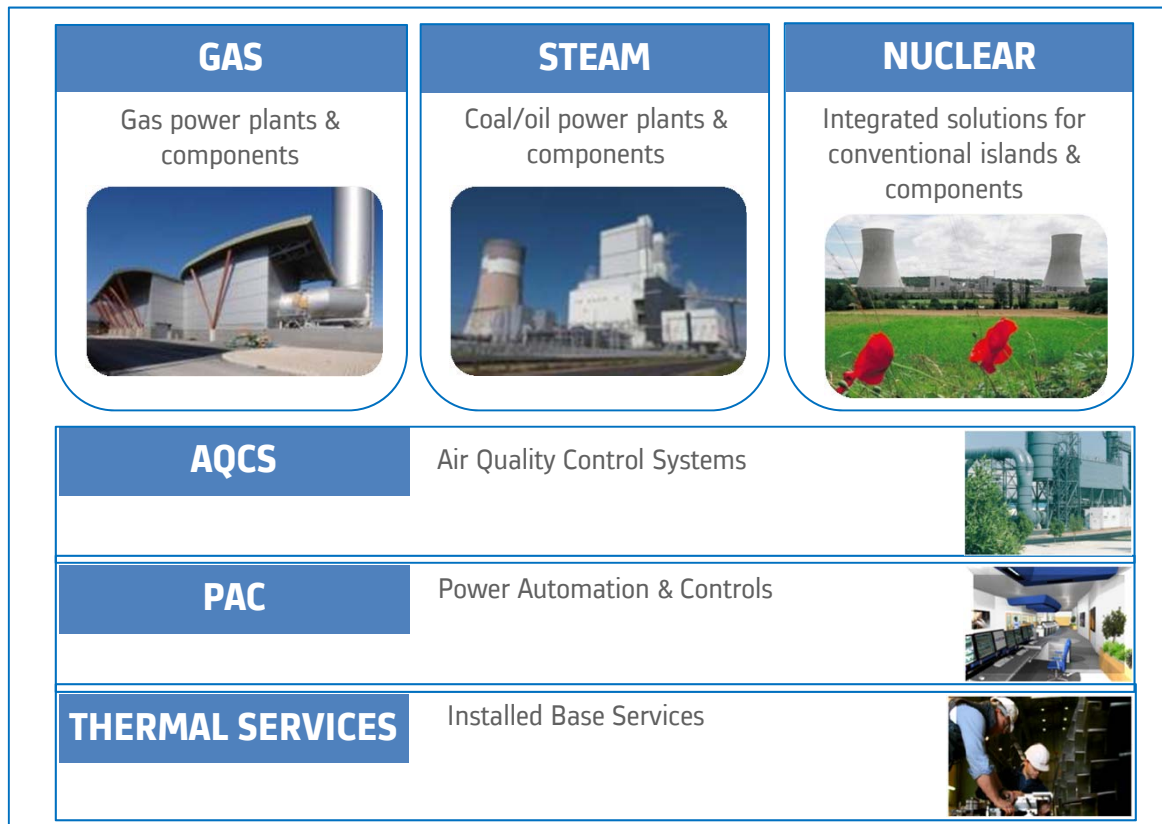 GAS
Gas power plants &
components
STEAM
Coal/oil power plants &
components
NUCLEAR
Integrated solutions for
conventional islands &
components
AQCS
Air Quality Control Systems
PAC
Power Automation & Controls
THERMAL SERVICES
Installed Base Services